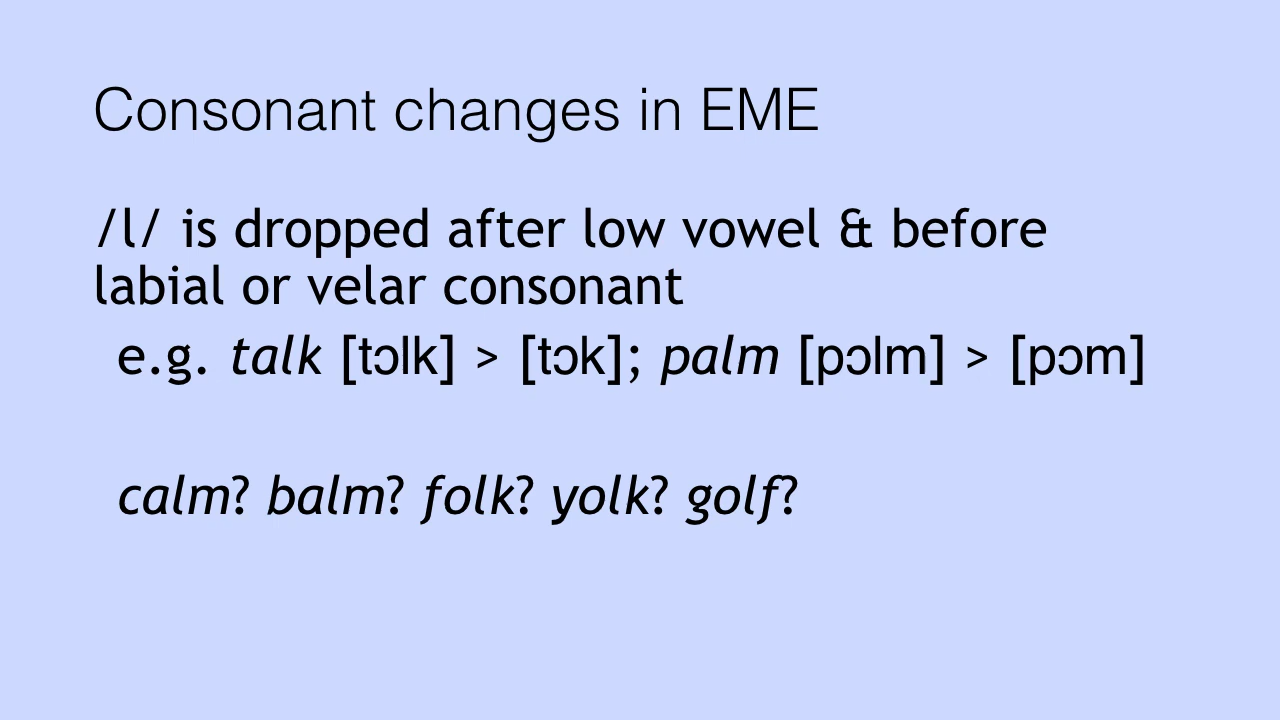 Consonant changes in EME
/l/ is dropped after low vowel & before
labial or velar consonant
e.g. talk [tɔlk] > [tɔk]; palm [pɔlm] > [pɔm]
calm? balm? folk? yolk? golf?